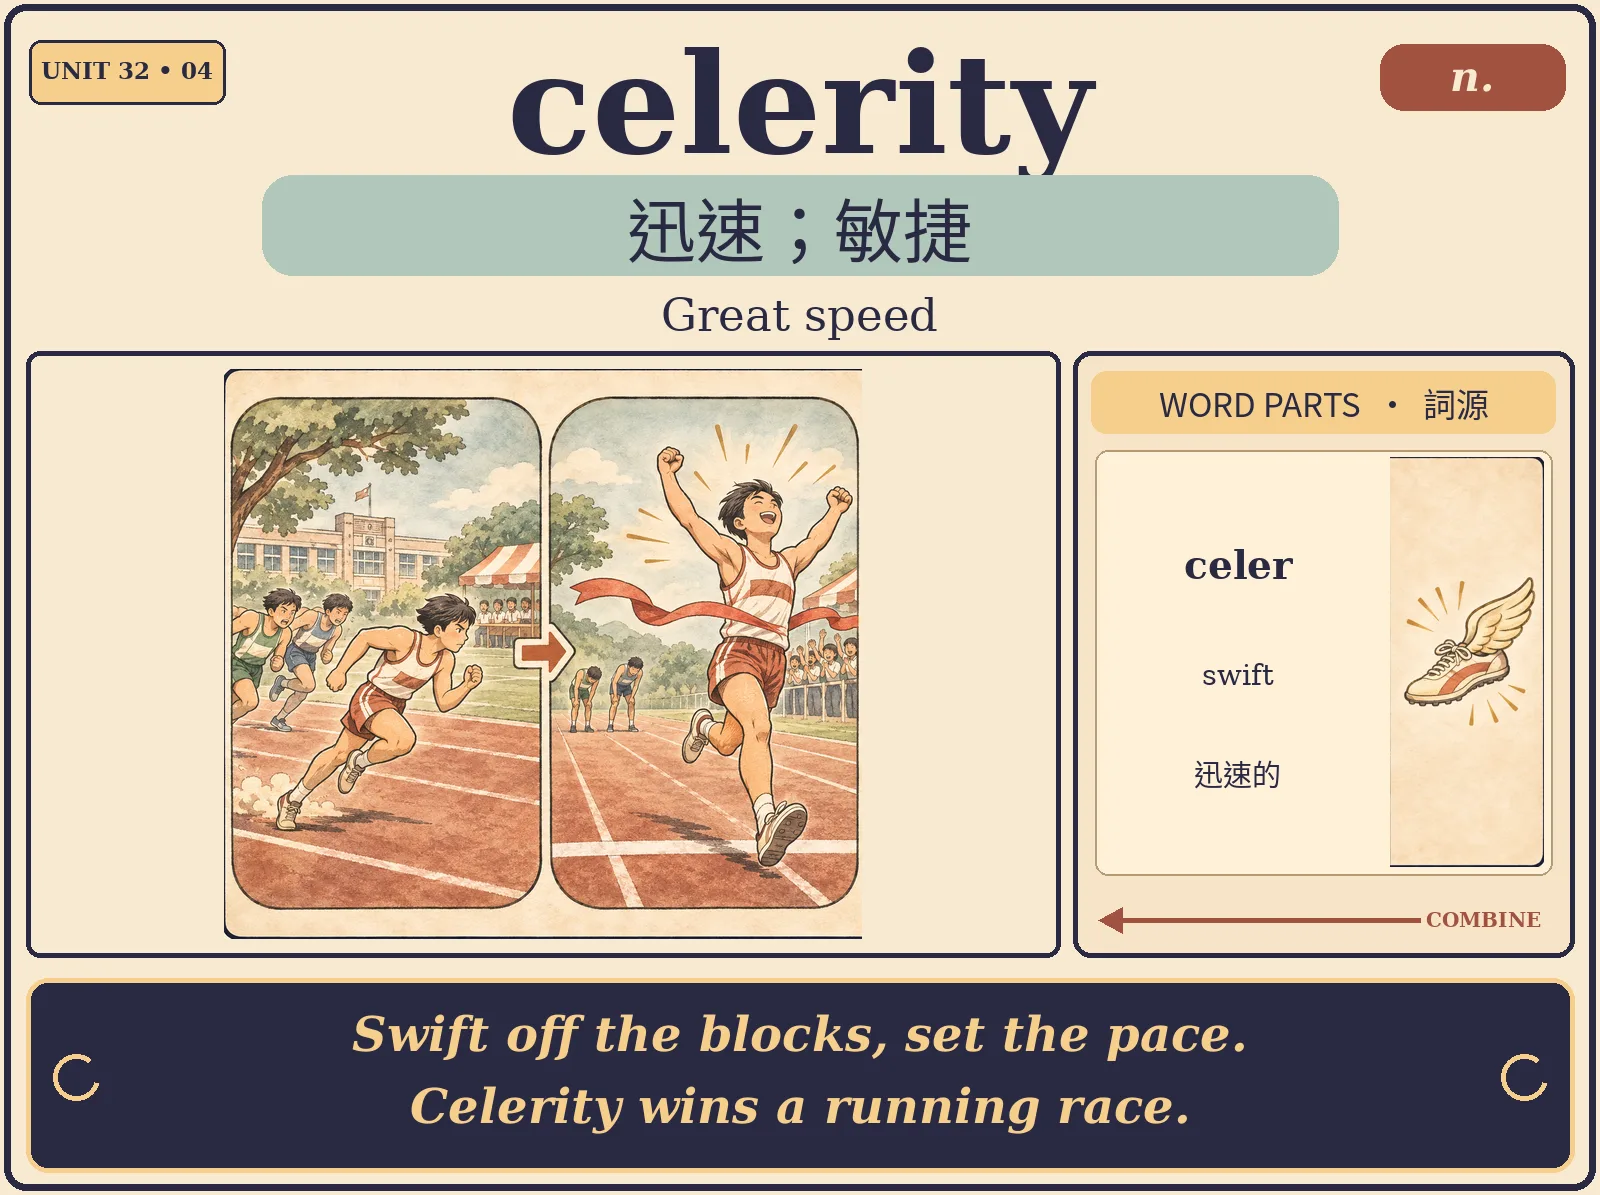 UNIT 32 • 04
celerity
n.
迅速；敏捷
Great speed
WORD PARTS • 詞源
celer
swift
迅速的
COMBINE
Swift off the blocks, set the pace.
Celerity wins a running race.